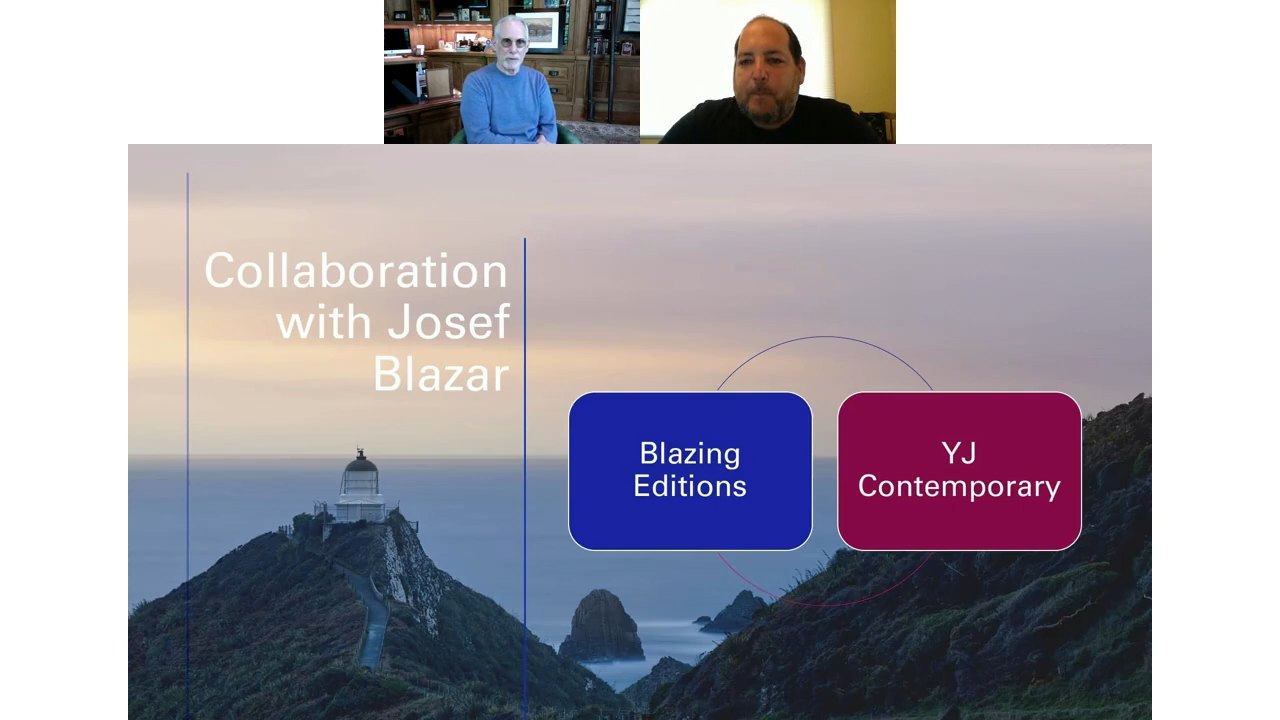 Collaboration
with Josef
Blazar
Blazing
Editions
YJ
Contemporary